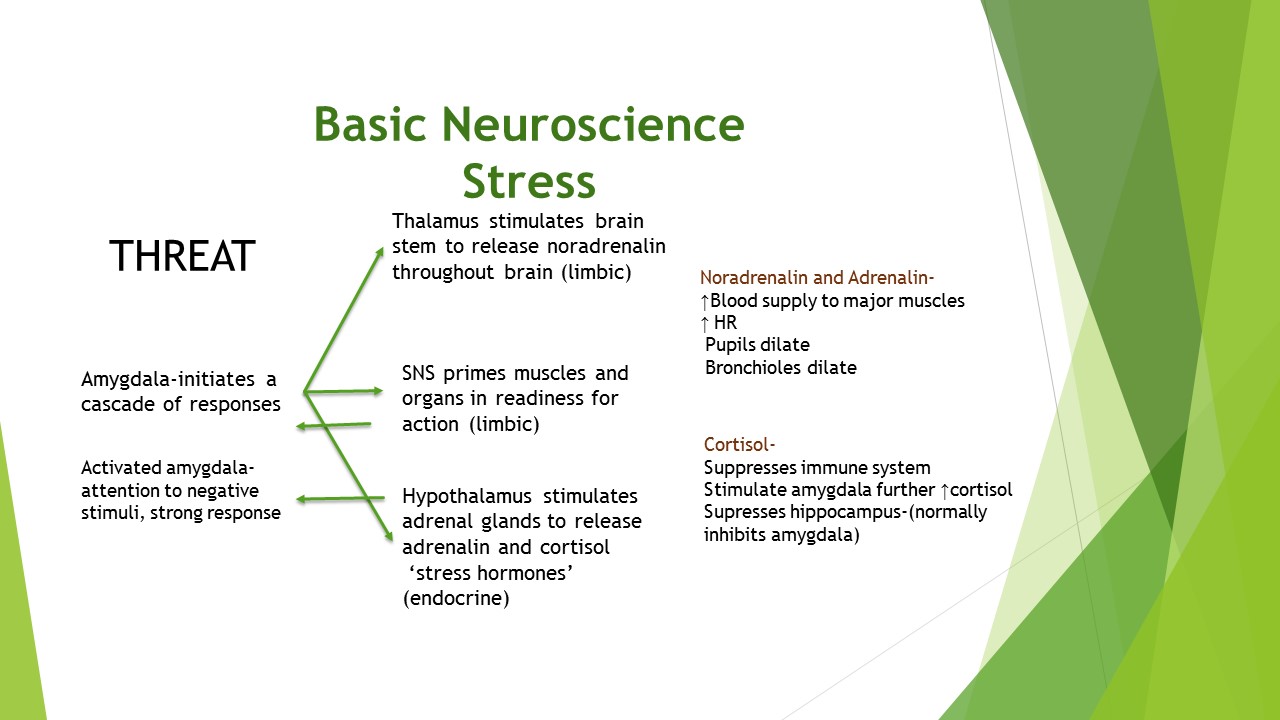 Basic Neuroscience
Stress
THREAT
Thalamus stimulates brain
stem to release noradrenalin
throughout brain (limbic)
Amygdala-initiates a
cascade of responses
SNS primes muscles and
organs in readiness for
action (limbic)
Activated amygdala-
attention to negative
stimuli, strong response
Hypothalamus stimulates
adrenal glands to release
adrenalin and cortisol
‘stress hormones’
(endocrine)
Noradrenalin and Adrenalin-
↑Blood supply to major muscles
↑ HR
Pupils dilate
Bronchioles dilate
Cortisol-
Suppresses immune system
Stimulate amygdala further ↑cortisol
Supresses hippocampus-(normally
inhibits amygdala)